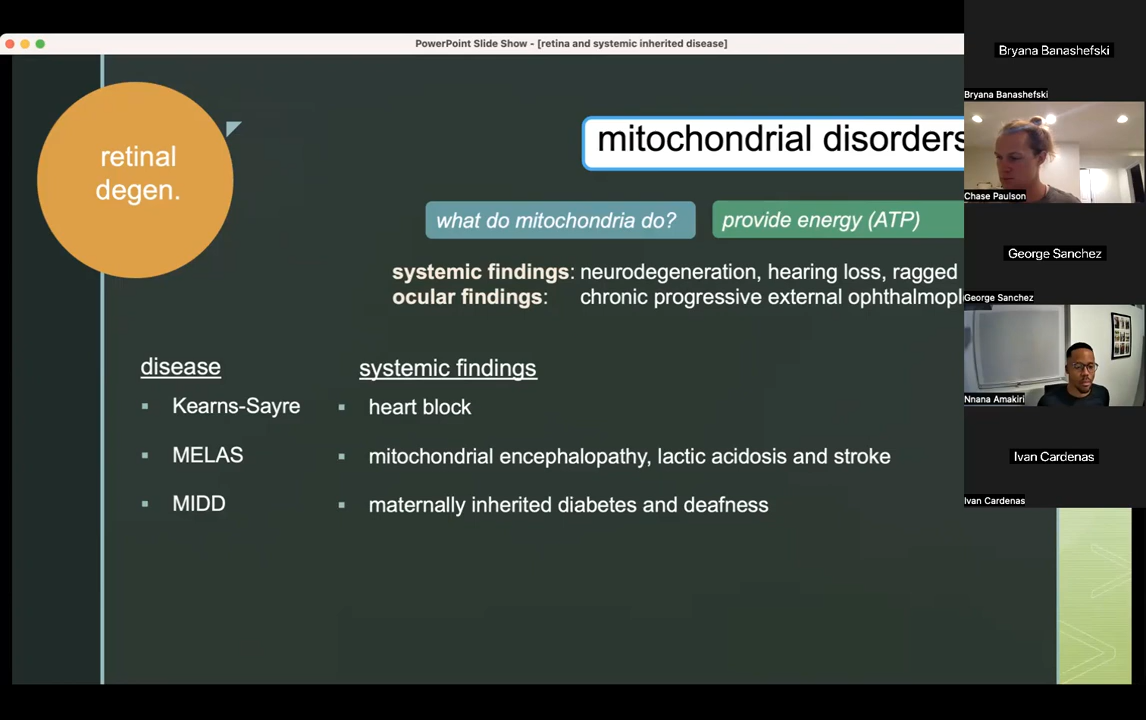 PowerPoint Slide Show - [retina and systemic inherited disease]
retinal
degen.
mitochondrial disorders
what do mitochondria do?
provide energy (ATP)
systemic findings: neurodegeneration, hearing loss, ragged
ocular findings: chronic progressive external ophthalmopl
disease
systemic findings
▪ Kearns-Sayre
▪ heart block
▪ MELAS
▪ mitochondrial encephalopathy, lactic acidosis and stroke
▪ MIDD
▪ maternally inherited diabetes and deafness
Bryana Banashefski
Bryana Banashefski
Chase Paulson
George Sanchez
George Sanchez
Nnana Amakiri
Ivan Cardenas
Ivan Cardenas